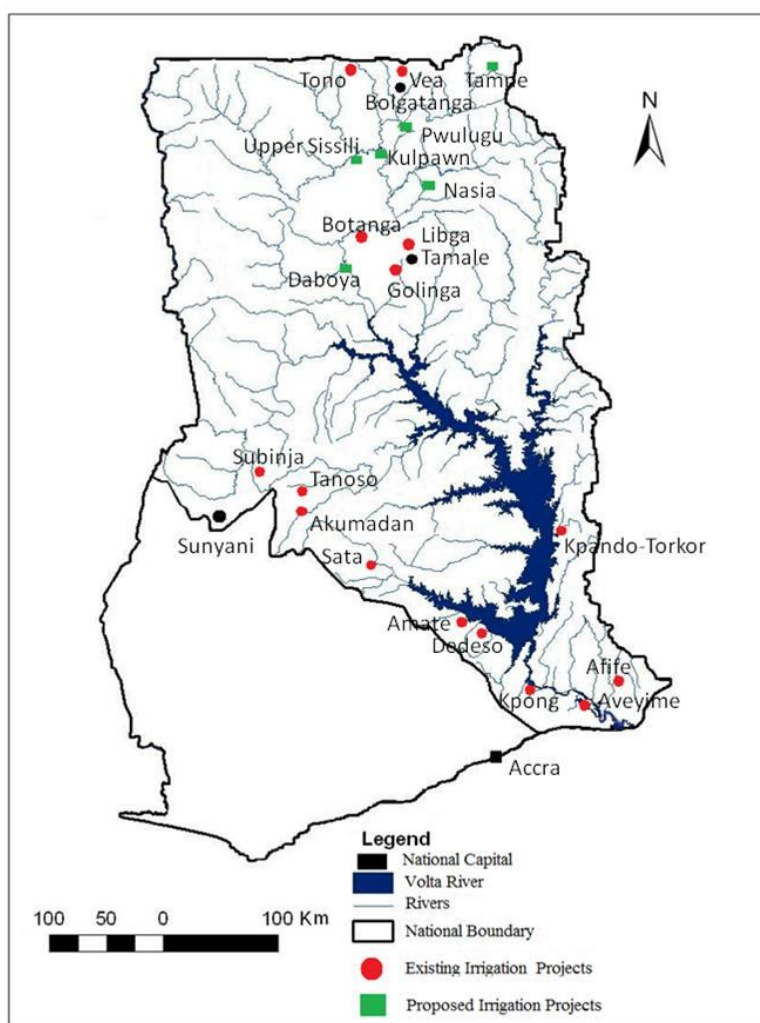 Tono
Vea
Tampe
Bolgatanga
N
Pwulugu
Upper Sissili
Kulpawn
Nasia
Botanga
Libga
Tamale
Daboya
Golinga
Subinja
Tanoso
Akumadan
Sunyani
Kpando-Torkor
Sata
Amate
Dedeso
Afife
Kpong
Aveyime
Accra
Legend
National Capital
Volta River
Rivers
100 50 0 100 Km
National Boundary
Existing Irrigation Projects
Proposed Irrigation Projects